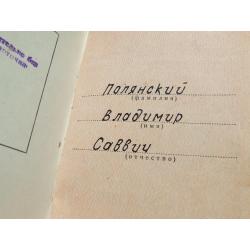 Полянский
(фамилия)
Владимир
(имя)
Саввич
(отчество)